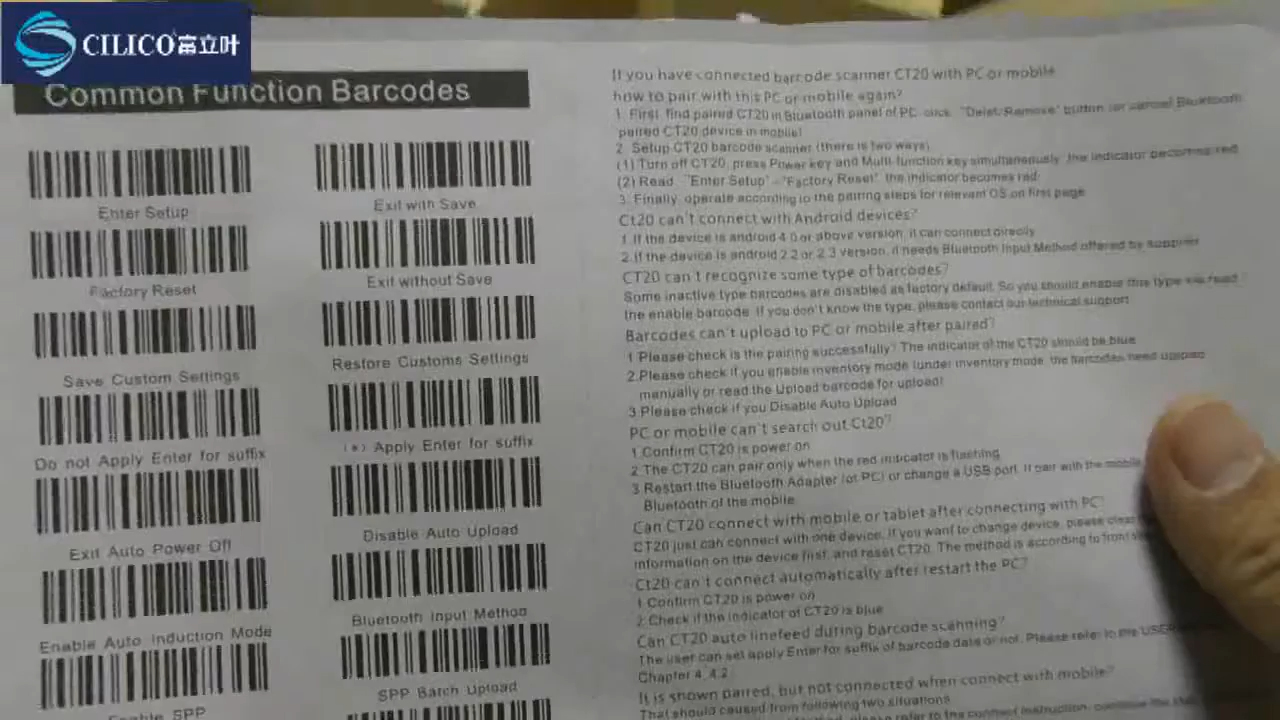 CILICO富立叶
Common Function Barcodes
Enter Setup
Exit with Save
Factory Reset
Exit without Save
Save Custom Settings
Restore Customs Settings
Do not Apply Enter for suffix
(*) Apply Enter for suffix
Exit Auto Power Off
Disable Auto Upload
Enable Auto Induction Mode
Bluetooth Input Method
Enable SPP
SPP Batch Upload
If you have connected barcode scanner CT20 with PC or mobile
how to pair with this PC or mobile again?
1. First, find paired CT20 in Bluetooth panel of PC, click "Delet/Remove" button (or cancel Bluetooth
paired CT20 device in mobile)
2. Setup CT20 barcode scanner (there is two ways)
(1) Turn off CT20, press Power key and Multi-function key simultaneously, the indicator becomes red
(2) Read "Enter Setup" - "Factory Reset", the indicator becomes red
3. Finally, operate according to the pairing steps for relevant OS on first page
Ct20 can't connect with Android devices?
1. If the device is android 4.0 or above version, it can connect directly
2. If the device is android 2.2 or 2.3 version, it needs Bluetooth Input Method offered by supplier
CT20 can't recognize some type of barcodes?
Some inactive type barcodes are disabled as factory default. So you should enable this type via read
the enable barcode. If you don't know the type, please contact our technical support
Barcodes can't upload to PC or mobile after paired?
1 Please check is the pairing successfully? The indicator of the CT20 should be blue
2.Please check if you enable inventory mode (under inventory mode, the barcodes need upload
manually or read the Upload barcode for upload)
3.Please check if you Disable Auto Upload
PC or mobile can't search out Ct20?
1.Confirm CT20 is power on
2 The CT20 can pair only when the red indicator is flashing
3 Restart the Bluetooth Adapter (of PC) or change a USB port. If pair with the mobile
Bluetooth of the mobile
Can CT20 connect with mobile or tablet after connecting with PC?
CT20 just can connect with one device, if you want to change device, please clear
information on the device first, and reset CT20. The method is according to front
Ct20 can't connect automatically after restart the PC?
1 Confirm CT20 is power on
2 Check if the indicator of CT20 is blue
Can CT20 auto linefeed during barcode scanning?
The user can set apply Enter for suffix of barcode data or not. Please refer to the USER
Chapter 4.4.2
It is shown paired, but not connected when connect with mobile?
That should caused from following two situations
please refer to the connect instruction, continue the